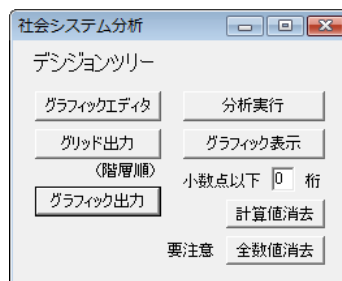 社会システム分析
デシジョンツリー
グラフィックエディタ 分析実行
グリッド出力 グラフィック表示
(階層順)
小数点以下 0 桁
グラフィック出力
計算値消去
要注意 全数値消去